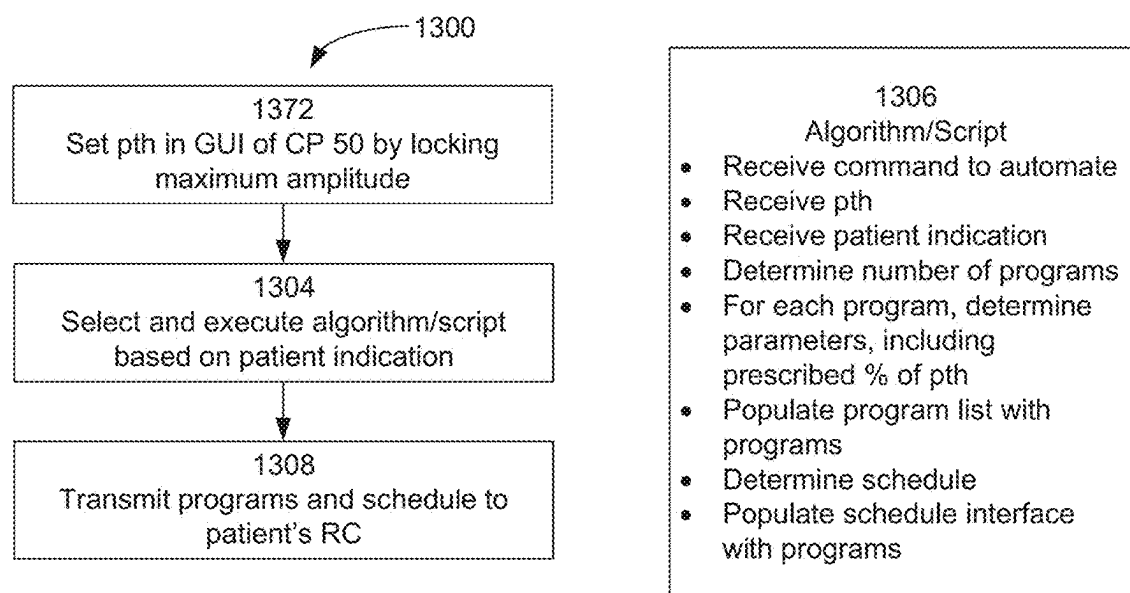 1300
1372
Set pth in GUI of CP 50 by locking
maximum amplitude
1304
Select and execute algorithm/script
based on patient indication
1308
Transmit programs and schedule to
patient's RC
1306
Algorithm/Script
• Receive command to automate
• Receive pth
• Receive patient indication
• Determine number of programs
• For each program, determine
parameters, including
prescribed % of pth
• Populate program list with
programs
• Determine schedule
• Populate schedule interface
with programs